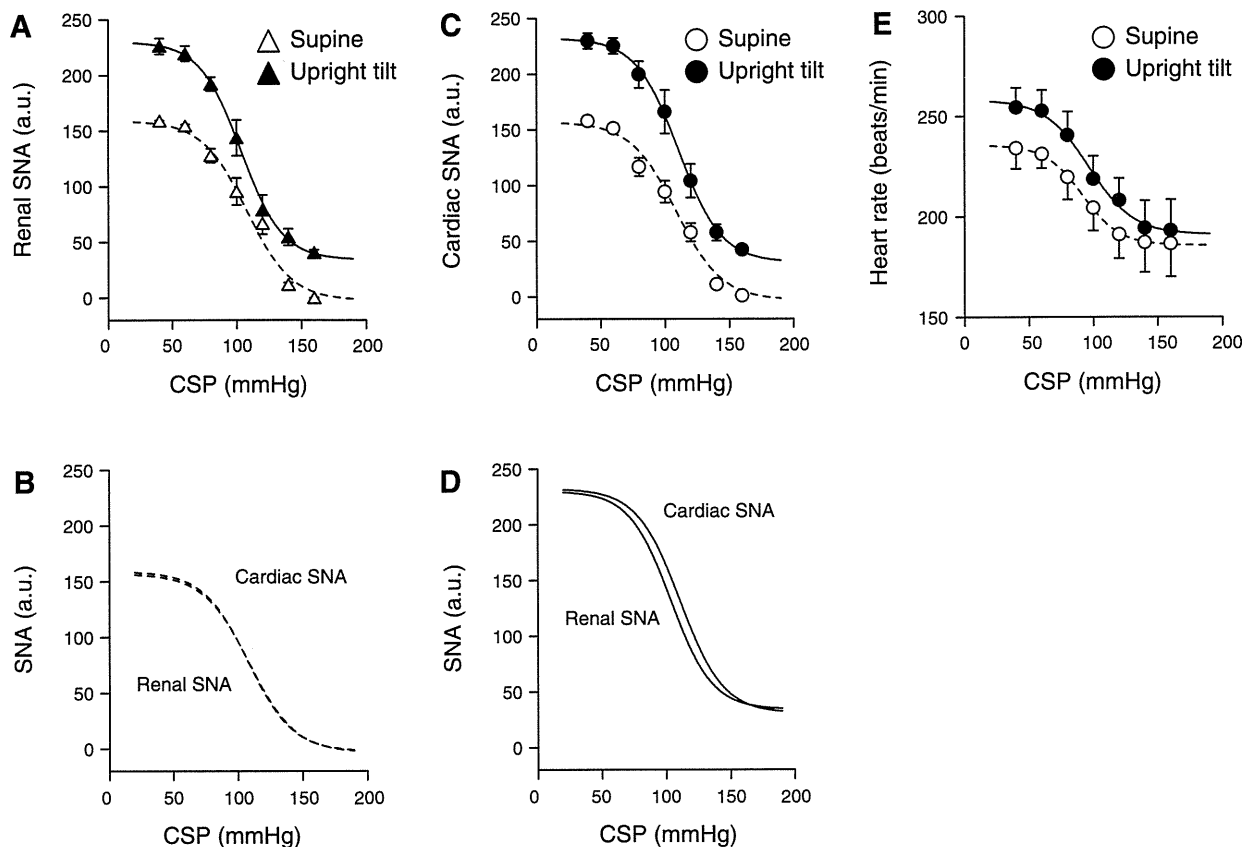 A
Renal SNA (a.u.)
250
200
150
100
50
0
Supine
Upright tilt
0 50 100 150 200
CSP (mmHg)
C
Cardiac SNA (a.u.)
250
200
150
100
50
0
Supine
Upright tilt
0 50 100 150 200
CSP (mmHg)
E
Heart rate (beats/min)
300
250
200
150
Supine
Upright tilt
0 50 100 150 200
CSP (mmHg)
B
SNA (a.u.)
250
200
150
100
50
0
Cardiac SNA
Renal SNA
0 50 100 150 200
CSP (mmHg)
D
SNA (a.u.)
250
200
150
100
50
0
Cardiac SNA
Renal SNA
0 50 100 150 200
CSP (mmHg)